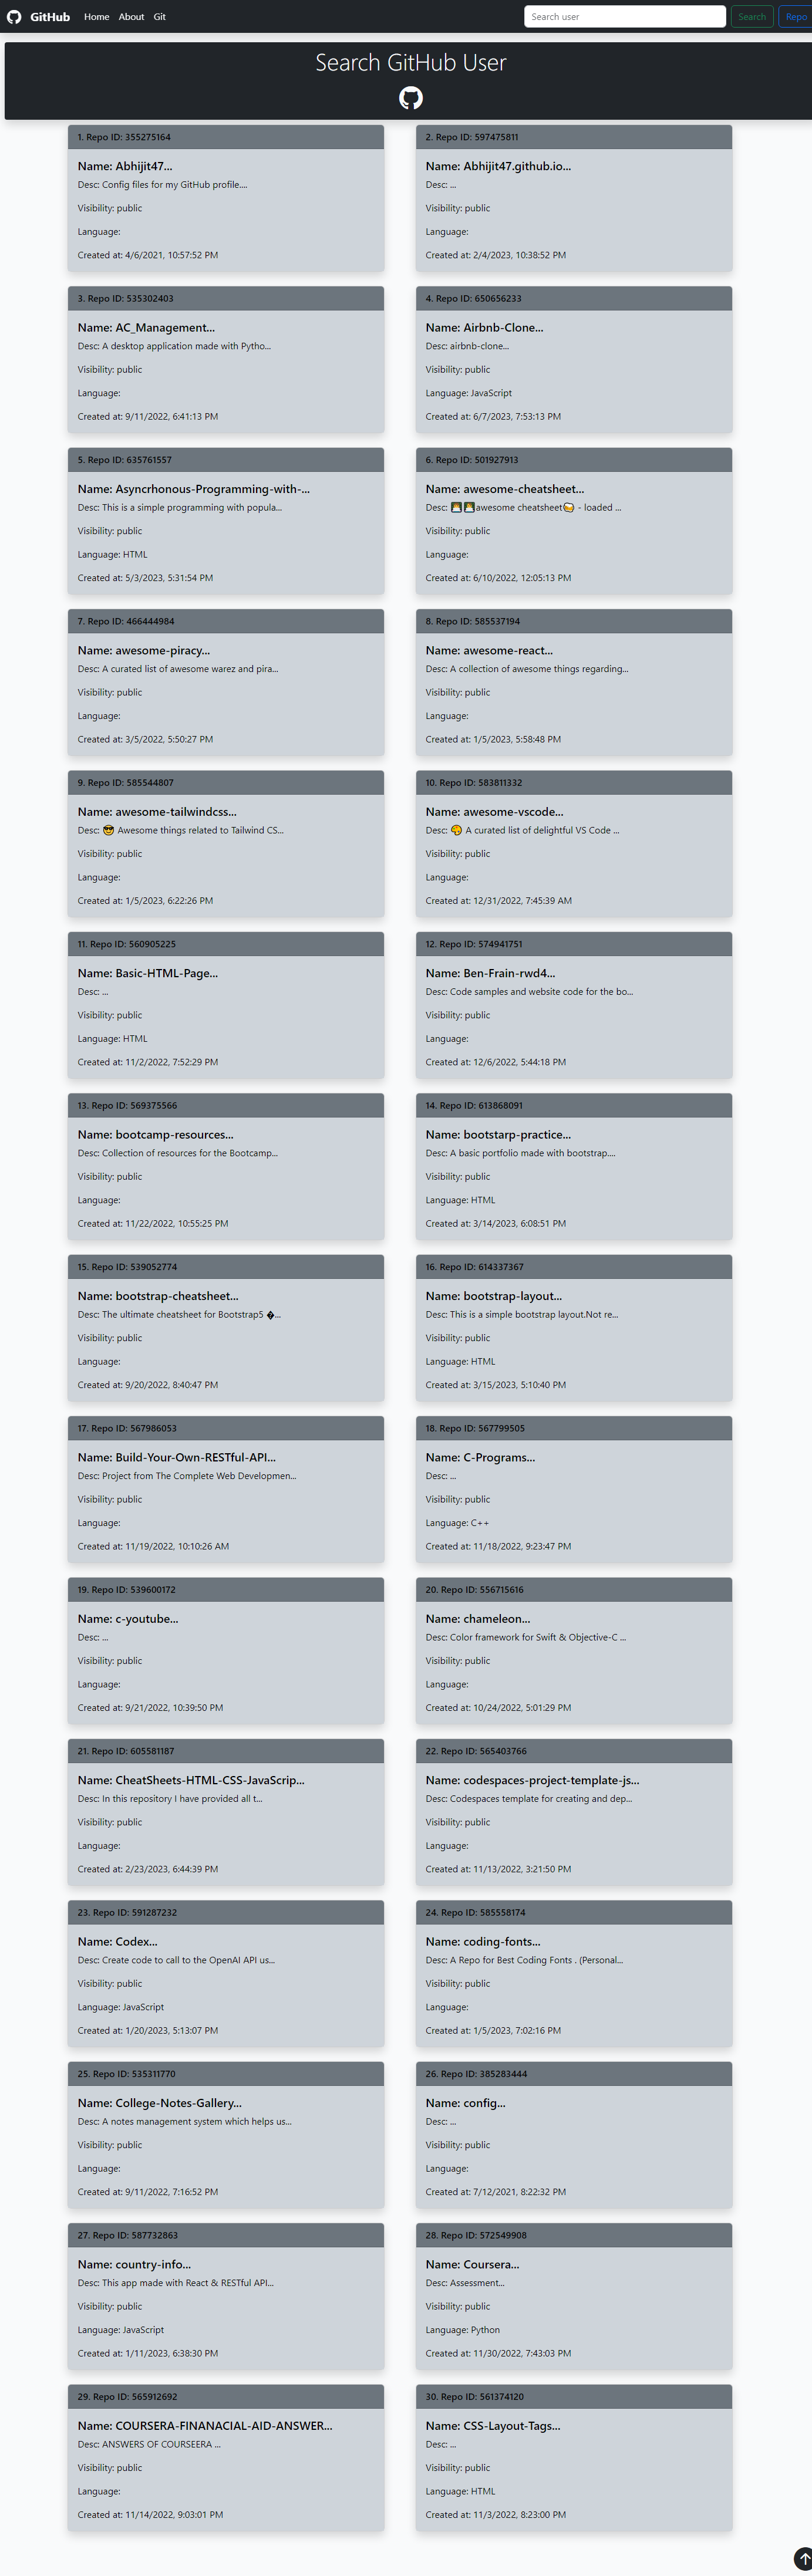 GitHub Home About Git Search user Search Repo
Search GitHub User
1. Repo ID: 355275164
Name: Abhijit47...
Desc: Config files for my GitHub profile....
Visibility: public
Language:
Created at: 4/6/2021, 10:57:52 PM
2. Repo ID: 597475811
Name: Abhijit47.github.io...
Desc: ...
Visibility: public
Language:
Created at: 2/4/2023, 10:38:52 PM
3. Repo ID: 535302403
Name: AC_Management...
Desc: A desktop application made with Pytho...
Visibility: public
Language:
Created at: 9/11/2022, 6:41:13 PM
4. Repo ID: 650656233
Name: Airbnb-Clone...
Desc: airbnb-clone...
Visibility: public
Language: JavaScript
Created at: 6/7/2023, 7:53:13 PM
5. Repo ID: 635761557
Name: Asyncrhonous-Programming-with-...
Desc: This is a simple programming with popula...
Visibility: public
Language: HTML
Created at: 5/3/2023, 5:31:54 PM
6. Repo ID: 501927913
Name: awesome-cheatsheet...
Desc: 👩‍💻👨‍💻awesome cheatsheet🍻 - loaded ...
Visibility: public
Language:
Created at: 6/10/2022, 12:05:13 PM
7. Repo ID: 466444984
Name: awesome-piracy...
Desc: A curated list of awesome warez and pira...
Visibility: public
Language:
Created at: 3/5/2022, 5:50:27 PM
8. Repo ID: 585537194
Name: awesome-react...
Desc: A collection of awesome things regarding...
Visibility: public
Language:
Created at: 1/5/2023, 5:58:48 PM
9. Repo ID: 585544807
Name: awesome-tailwindcss...
Desc: 😎 Awesome things related to Tailwind CS...
Visibility: public
Language:
Created at: 1/5/2023, 6:22:26 PM
10. Repo ID: 583811332
Name: awesome-vscode...
Desc: 🎨 A curated list of delightful VS Code ...
Visibility: public
Language:
Created at: 12/31/2022, 7:45:39 AM
11. Repo ID: 560905225
Name: Basic-HTML-Page...
Desc: ...
Visibility: public
Language: HTML
Created at: 11/2/2022, 7:52:29 PM
12. Repo ID: 574941751
Name: Ben-Frain-rwd4...
Desc: Code samples and website code for the bo...
Visibility: public
Language:
Created at: 12/6/2022, 5:44:18 PM
13. Repo ID: 569375566
Name: bootcamp-resources...
Desc: Collection of resources for the Bootcamp...
Visibility: public
Language:
Created at: 11/22/2022, 10:55:25 PM
14. Repo ID: 613868091
Name: bootstarp-practice...
Desc: A basic portfolio made with bootstrap....
Visibility: public
Language: HTML
Created at: 3/14/2023, 6:08:51 PM
15. Repo ID: 539052774
Name: bootstrap-cheatsheet...
Desc: The ultimate cheatsheet for Bootstrap5 �...
Visibility: public
Language:
Created at: 9/20/2022, 8:40:47 PM
16. Repo ID: 614337367
Name: bootstrap-layout...
Desc: This is a simple bootstrap layout.Not re...
Visibility: public
Language: HTML
Created at: 3/15/2023, 5:10:40 PM
17. Repo ID: 567986053
Name: Build-Your-Own-RESTful-API...
Desc: Project from The Complete Web Developmen...
Visibility: public
Language:
Created at: 11/19/2022, 10:10:26 AM
18. Repo ID: 567799505
Name: C-Programs...
Desc: ...
Visibility: public
Language: C++
Created at: 11/18/2022, 9:23:47 PM
19. Repo ID: 539600172
Name: c-youtube...
Desc: ...
Visibility: public
Language:
Created at: 9/21/2022, 10:39:50 PM
20. Repo ID: 556715616
Name: chameleon...
Desc: Color framework for Swift & Objective-C ...
Visibility: public
Language:
Created at: 10/24/2022, 5:01:29 PM
21. Repo ID: 605581187
Name: CheatSheets-HTML-CSS-JavaScrip...
Desc: In this repository I have provided all t...
Visibility: public
Language:
Created at: 2/23/2023, 6:44:39 PM
22. Repo ID: 565403766
Name: codespaces-project-template-js...
Desc: Codespaces template for creating and dep...
Visibility: public
Language:
Created at: 11/13/2022, 3:21:50 PM
23. Repo ID: 591287232
Name: Codex...
Desc: Create code to call to the OpenAI API us...
Visibility: public
Language: JavaScript
Created at: 1/20/2023, 5:13:07 PM
24. Repo ID: 585558174
Name: coding-fonts...
Desc: A Repo for Best Coding Fonts . (Personal...
Visibility: public
Language:
Created at: 1/5/2023, 7:02:16 PM
25. Repo ID: 535311770
Name: College-Notes-Gallery...
Desc: A notes management system which helps us...
Visibility: public
Language:
Created at: 9/11/2022, 7:16:52 PM
26. Repo ID: 385283444
Name: config...
Desc: ...
Visibility: public
Language:
Created at: 7/12/2021, 8:22:32 PM
27. Repo ID: 587732863
Name: country-info...
Desc: This app made with React & RESTful API...
Visibility: public
Language: JavaScript
Created at: 1/11/2023, 6:38:30 PM
28. Repo ID: 572549908
Name: Coursera...
Desc: Assessment...
Visibility: public
Language: Python
Created at: 11/30/2022, 7:43:03 PM
29. Repo ID: 565912692
Name: COURSERA-FINANACIAL-AID-ANSWER...
Desc: ANSWERS OF COURSEERA ...
Visibility: public
Language:
Created at: 11/14/2022, 9:03:01 PM
30. Repo ID: 561374120
Name: CSS-Layout-Tags...
Desc: ...
Visibility: public
Language: HTML
Created at: 11/3/2022, 8:23:00 PM